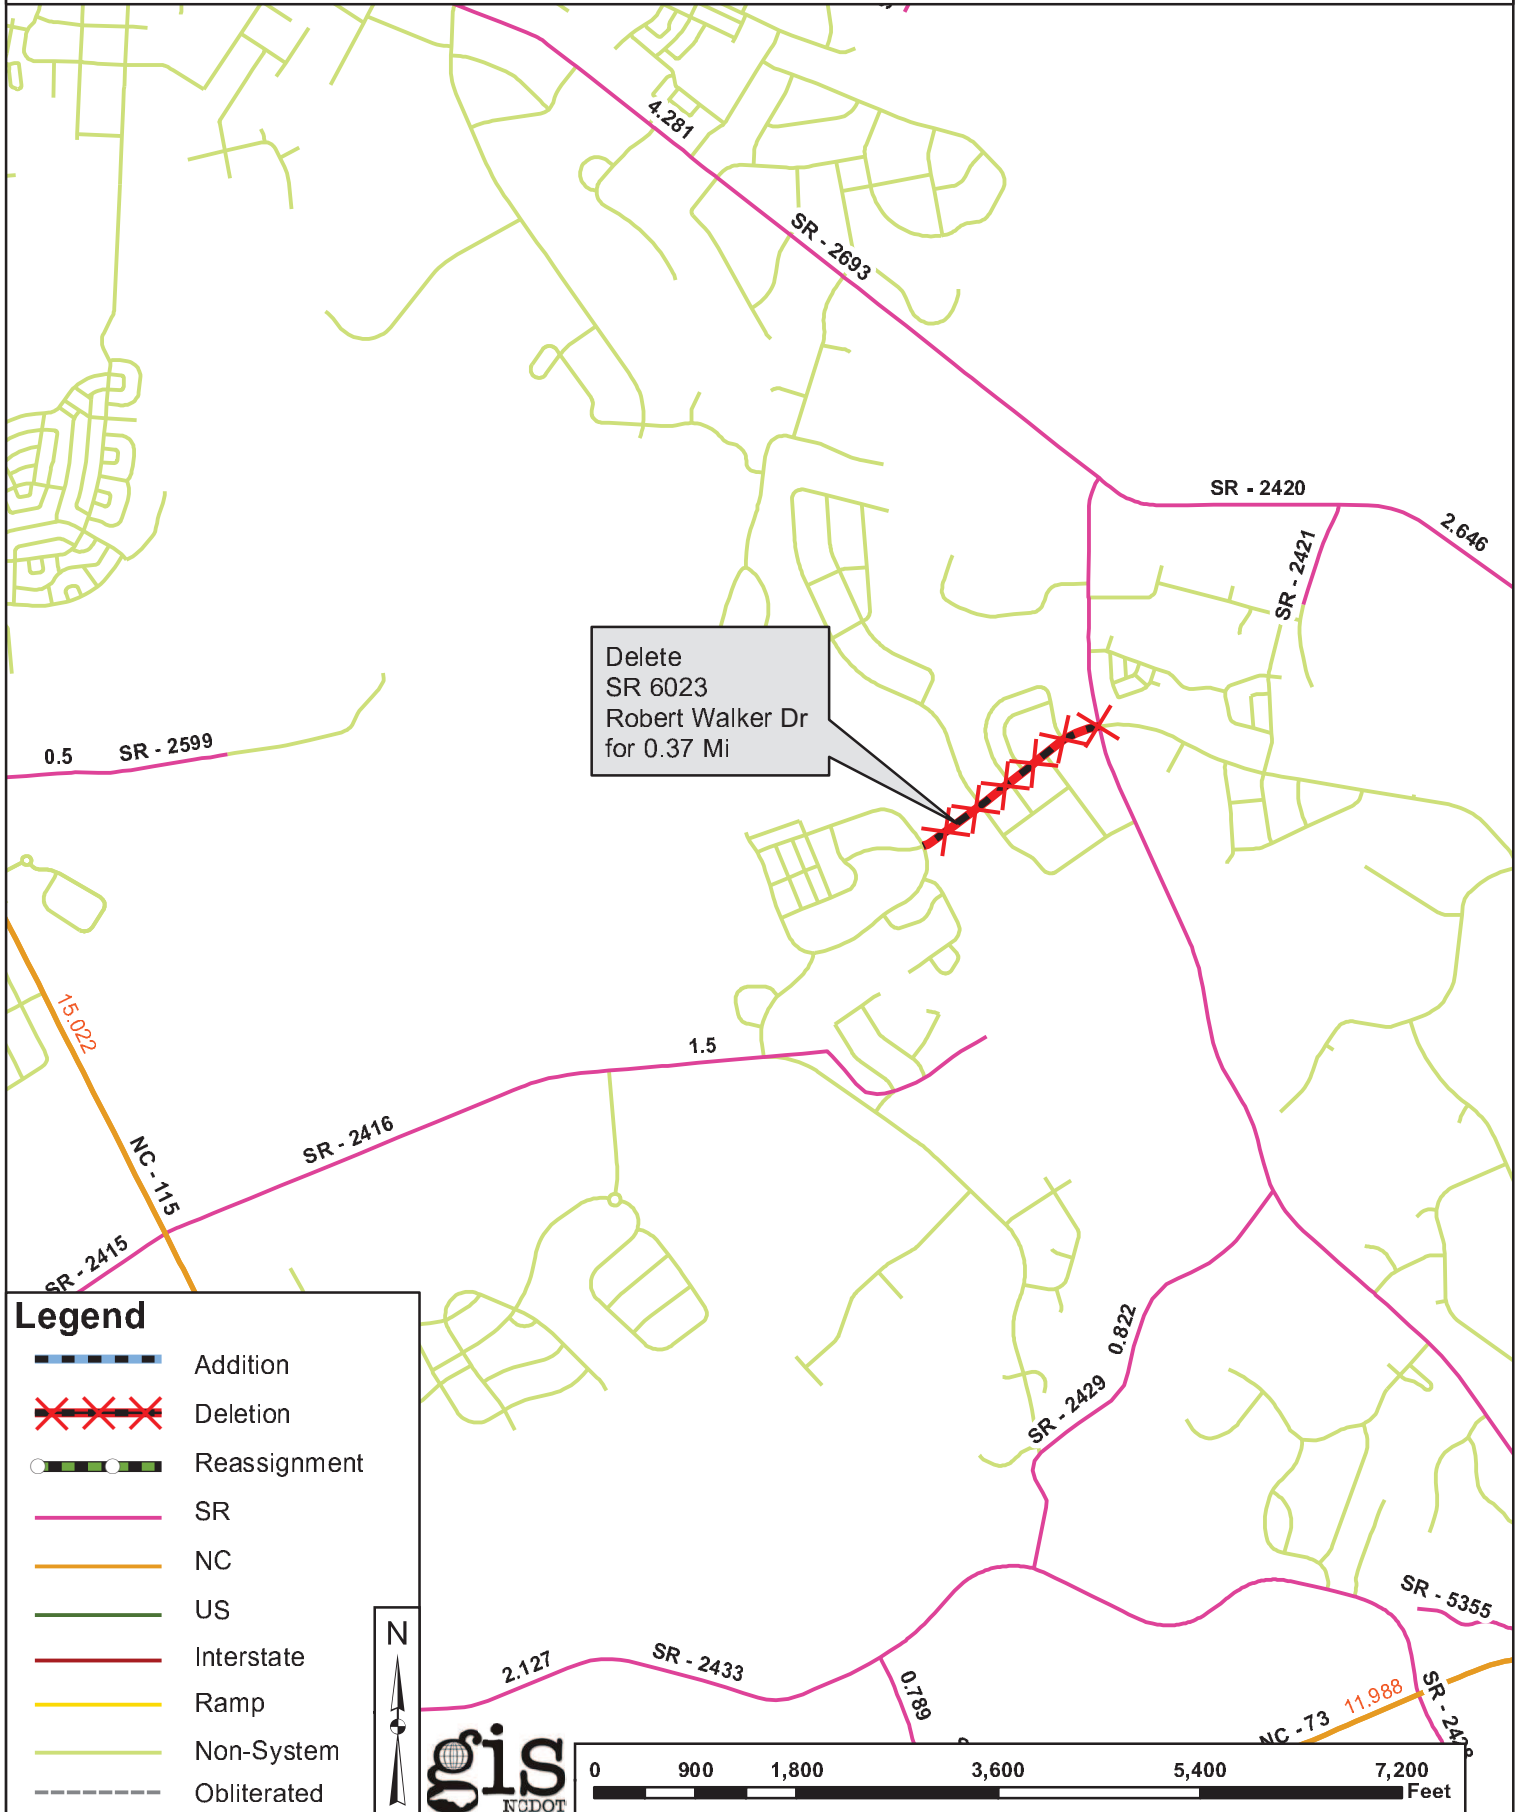 4.281
SR - 2693
SR - 2420
2.646
SR - 2421
Delete
SR 6023
Robert Walker Dr
for 0.37 Mi
0.5
SR - 2599
15.022
1.5
SR - 2416
NC - 115
SR - 2415
0.822
SR - 2429
SR - 5355
2.127
SR - 2433
0.789
11.988
NC - 73
Legend
Addition
Deletion
Reassignment
SR
NC
US
Interstate
Ramp
Non-System
Obliterated
N
gis
NCDOT
0 900 1,800 3,600 5,400 7,200
Feet